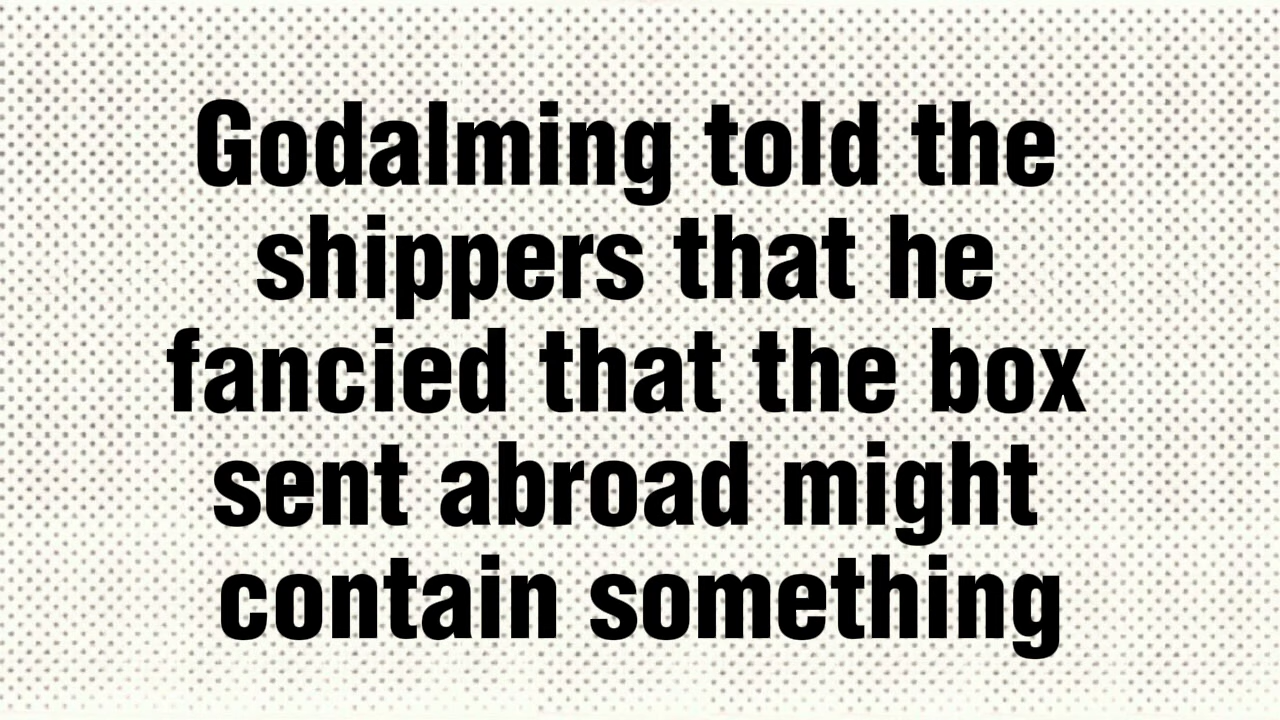 Godalming told the
shippers that he
fancied that the box
sent abroad might
contain something